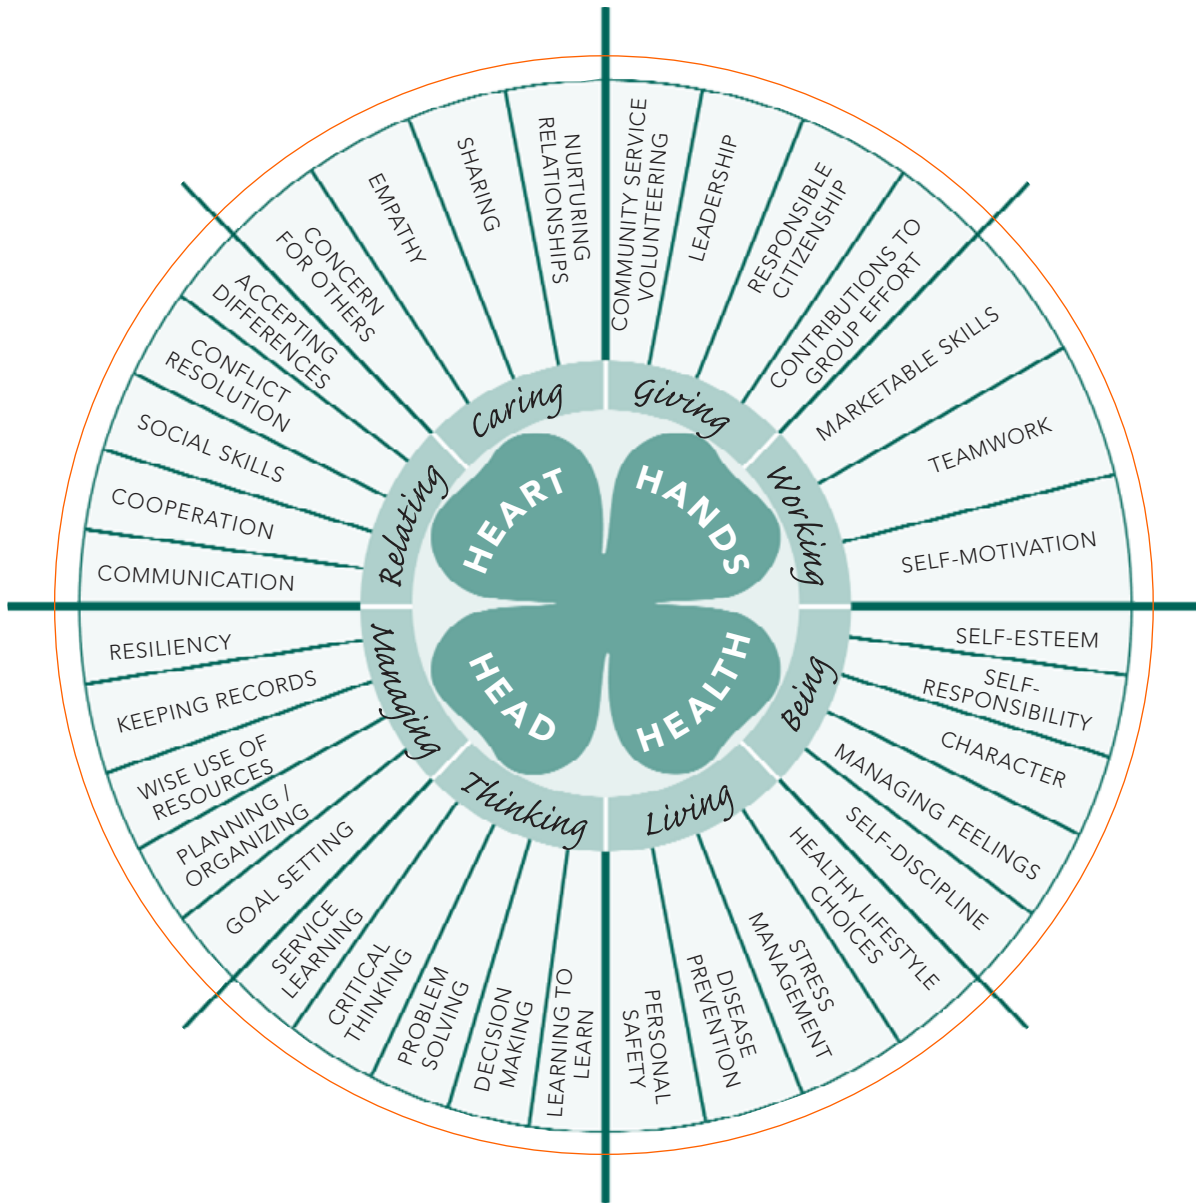 HEART
HANDS
HEAD
HEALTH
Caring
Giving
Working
Being
Living
Thinking
Managing
Relating
CONCERN
FOR OTHERS
EMPATHY
SHARING
NURTURING
RELATIONSHIPS
COMMUNITY SERVICE
VOLUNTEERING
LEADERSHIP
RESPONSIBLE
CITIZENSHIP
CONTRIBUTIONS TO
GROUP EFFORT
MARKETABLE SKILLS
TEAMWORK
SELF-MOTIVATION
SELF-ESTEEM
SELF-
RESPONSIBILITY
CHARACTER
MANAGING FEELINGS
SELF-DISCIPLINE
HEALTHY LIFESTYLE
CHOICES
STRESS
MANAGEMENT
DISEASE
PREVENTION
PERSONAL
SAFETY
LEARNING TO
LEARN
DECISION
MAKING
PROBLEM
SOLVING
CRITICAL
THINKING
SERVICE
LEARNING
GOAL SETTING
PLANNING /
ORGANIZING
WISE USE OF
RESOURCES
KEEPING RECORDS
RESILIENCY
COMMUNICATION
COOPERATION
SOCIAL SKILLS
CONFLICT
RESOLUTION
ACCEPTING
DIFFERENCES